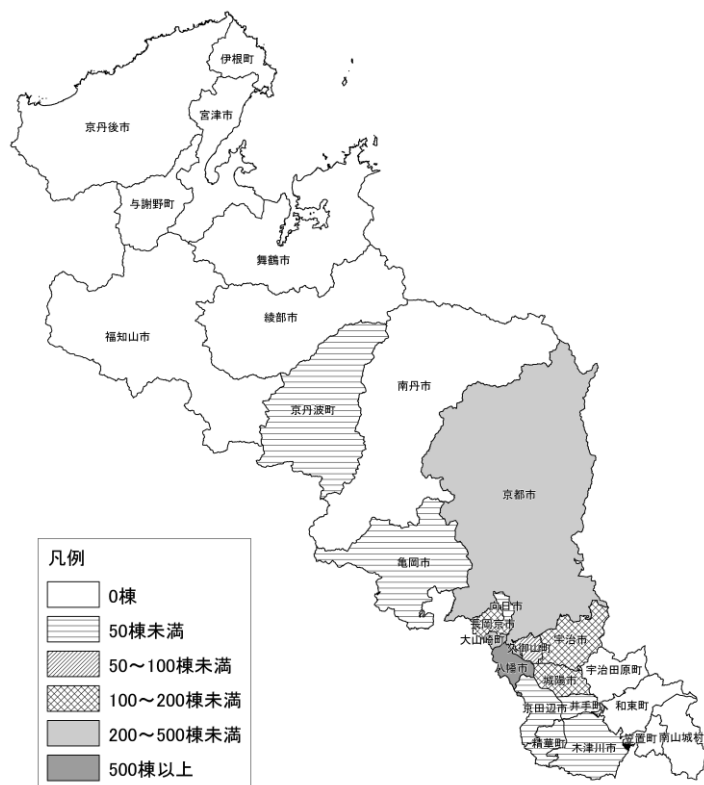 伊根町
京丹後市
宮津市
与謝野町
舞鶴市
綾部市
福知山市
南丹市
京丹波町
京都市
亀岡市
向日市
長岡京市
大山崎町
久御山町
宇治市
八幡市
宇治田原町
城陽市
京田辺市
井手町
和束町
精華町
木津川市
笠置町
南山城村
凡例
0棟
50棟未満
50～100棟未満
100～200棟未満
200～500棟未満
500棟以上